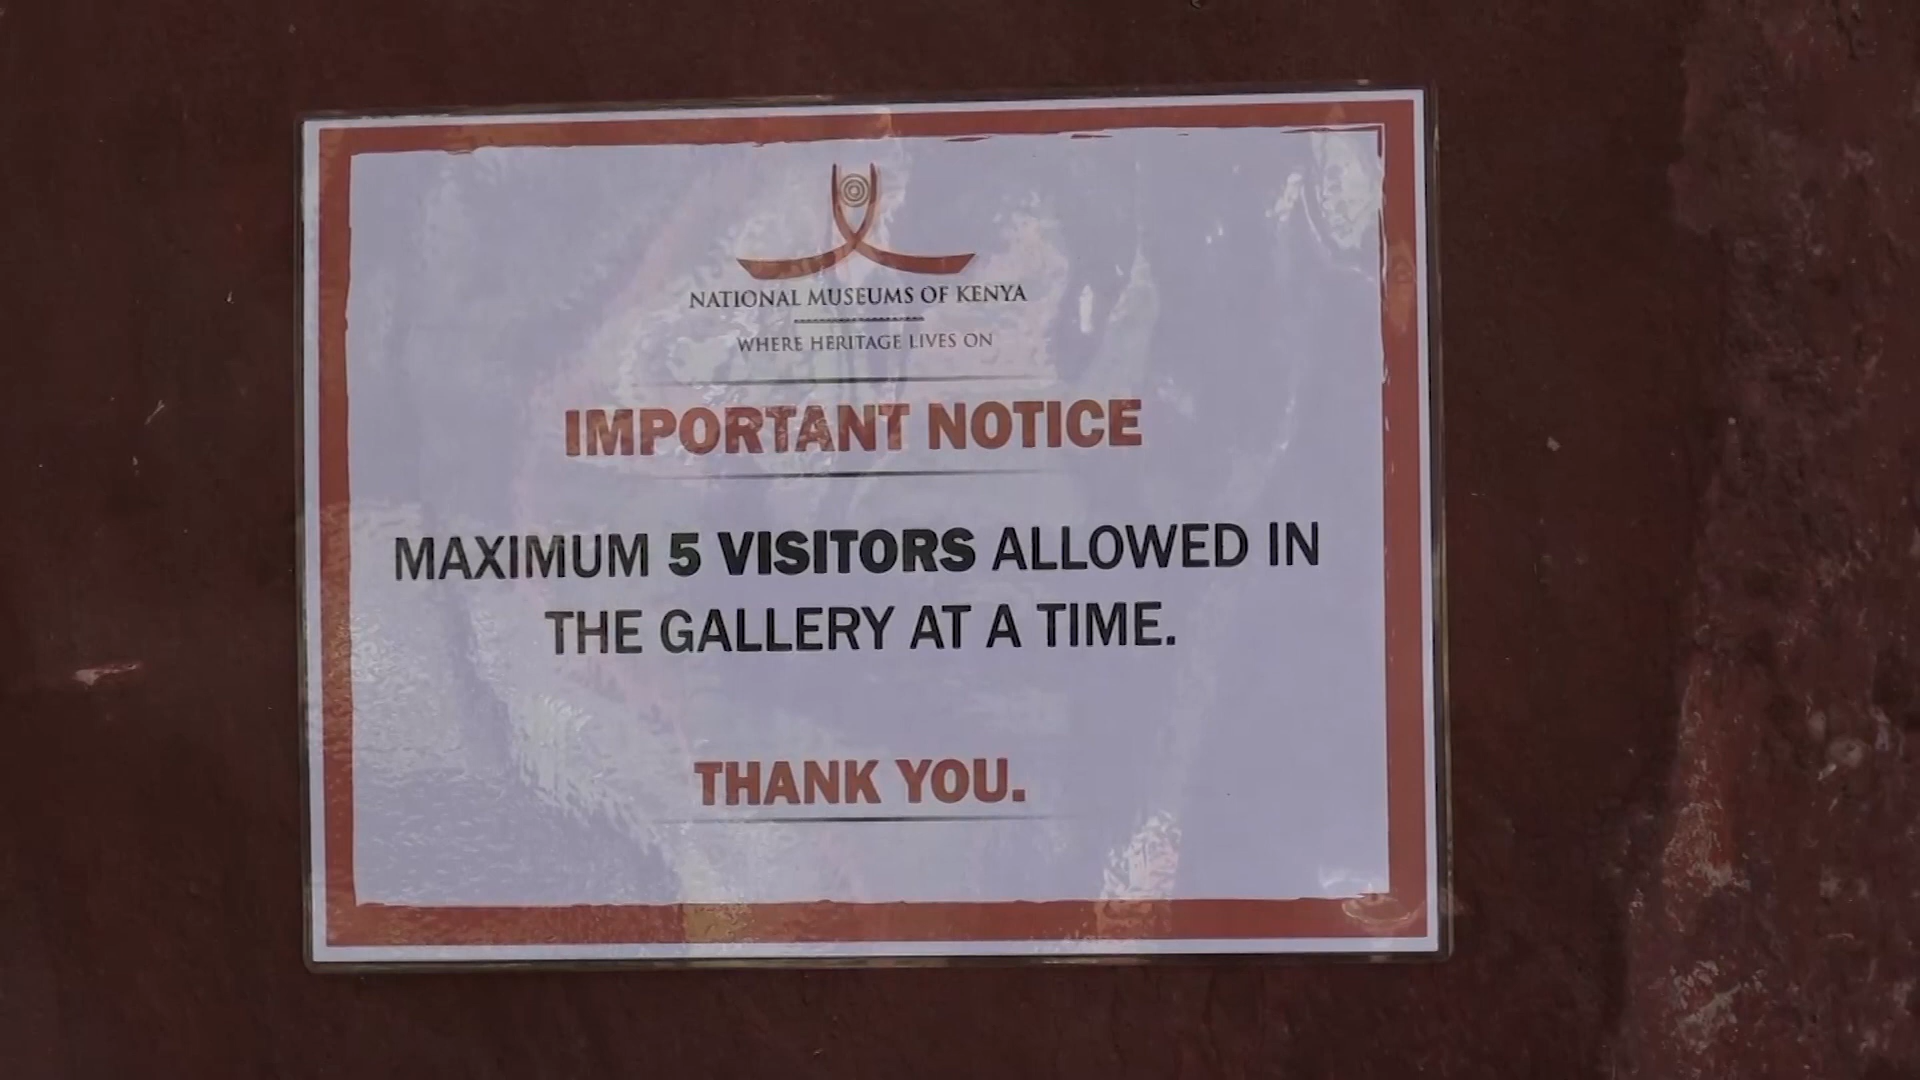 NATIONAL MUSEUMS OF KENYA
WHERE HERITAGE LIVES ON
IMPORTANT NOTICE
MAXIMUM 5 VISITORS ALLOWED IN
THE GALLERY AT A TIME.
THANK YOU.